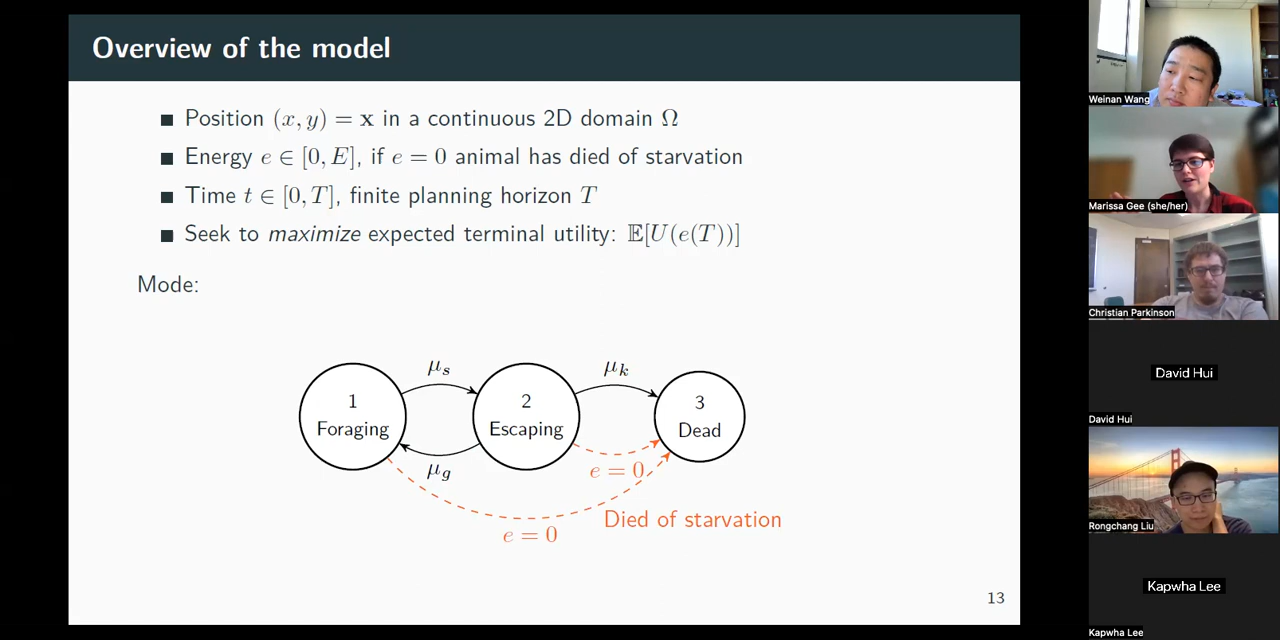 Overview of the model
Position (x, y) = x in a continuous 2D domain Ω
Energy e ∈ [0, E], if e = 0 animal has died of starvation
Time t ∈ [0, T], finite planning horizon T
Seek to maximize expected terminal utility: 𝔼[U(e(T))]
Mode:
μs
μk
1
Foraging
2
Escaping
3
Dead
μg
e = 0
Died of starvation
e = 0
13
Weinan Wang
Marissa Gee (she/her)
Christian Parkinson
David Hui
David Hui
Rongchang Liu
Kapwha Lee
Kapwha Lee